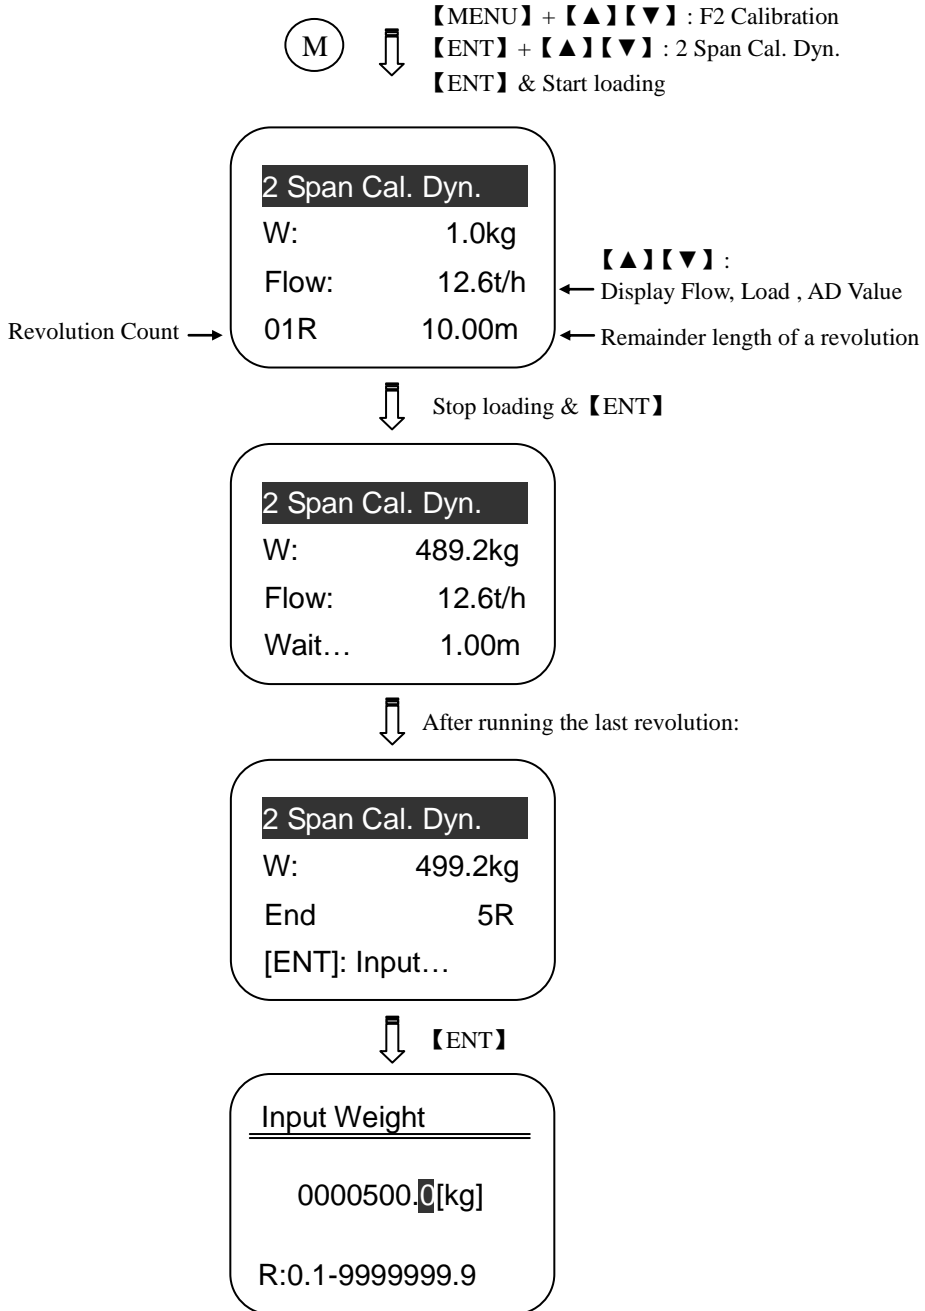 M
【MENU】+【▲】【▼】: F2 Calibration
【ENT】+【▲】【▼】: 2 Span Cal. Dyn.
【ENT】& Start loading
2 Span Cal. Dyn.
W: 1.0kg
Flow: 12.6t/h
01R 10.00m
【▲】【▼】:
Display Flow, Load , AD Value
Remainder length of a revolution
Revolution Count
Stop loading &【ENT】
2 Span Cal. Dyn.
W: 489.2kg
Flow: 12.6t/h
Wait… 1.00m
After running the last revolution:
2 Span Cal. Dyn.
W: 499.2kg
End 5R
[ENT]: Input…
【ENT】
Input Weight
0000500.0[kg]
R:0.1-9999999.9